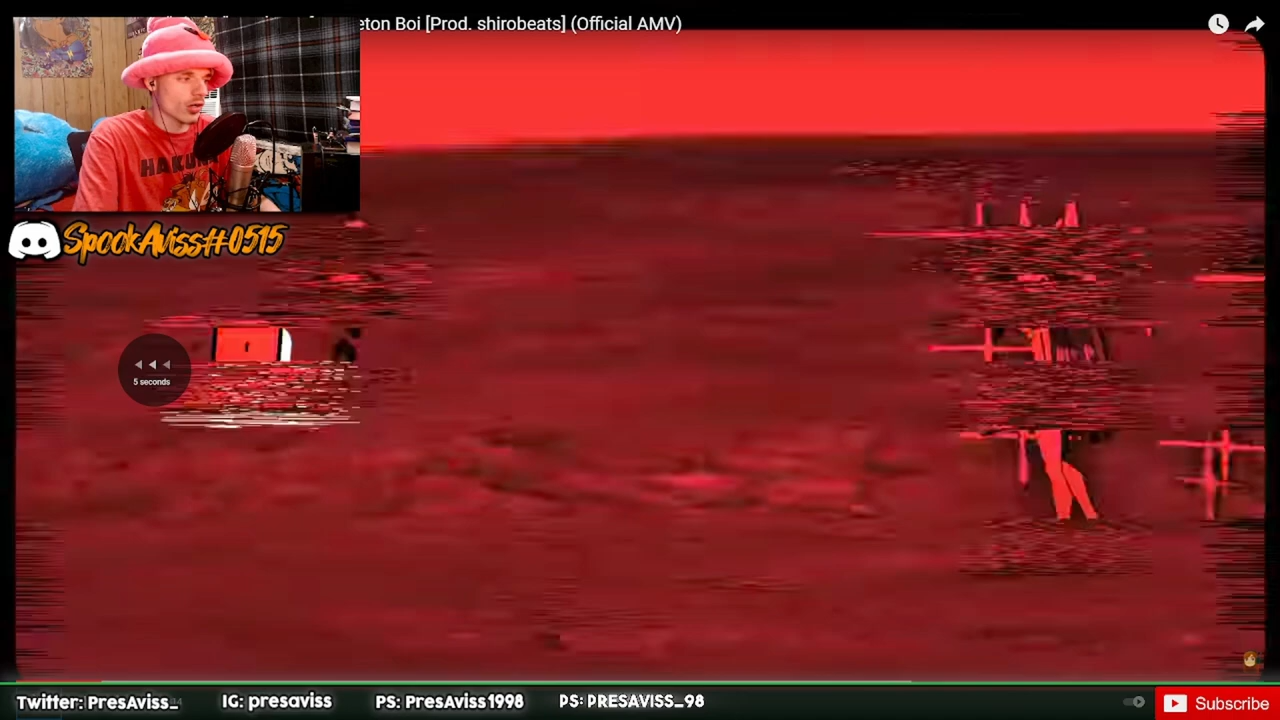 eton Boi [Prod. shirobeats] (Official AMV)
HAKU
SpookAviss#0515
5 seconds
Twitter: PresAviss_
IG: presaviss
PS: PresAviss1998
PS: PRESAVISS_98
Subscribe